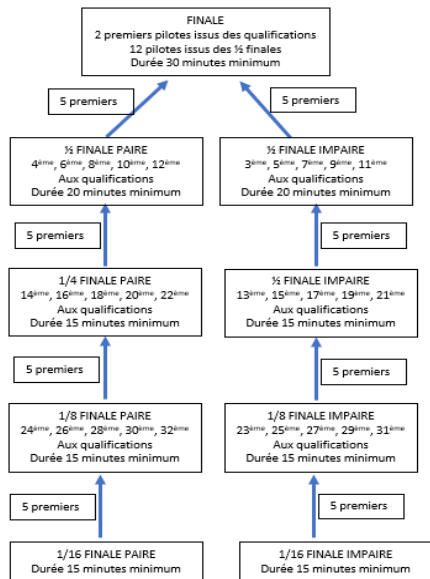 FINALE
2 premiers pilotes issus des qualifications
12 pilotes issus des ½ finales
Durée 30 minutes minimum
5 premiers
5 premiers
½ FINALE PAIRE
4ème, 6ème, 8ème, 10ème, 12ème
Aux qualifications
Durée 20 minutes minimum
½ FINALE IMPAIRE
3ème, 5ème, 7ème, 9ème, 11ème
Aux qualifications
Durée 20 minutes minimum
5 premiers
5 premiers
1/4 FINALE PAIRE
14ème, 16ème, 18ème, 20ème, 22ème
Aux qualifications
Durée 15 minutes minimum
½ FINALE IMPAIRE
13ème, 15ème, 17ème, 19ème, 21ème
Aux qualifications
Durée 15 minutes minimum
5 premiers
5 premiers
1/8 FINALE PAIRE
24ème, 26ème, 28ème, 30ème, 32ème
Aux qualifications
Durée 15 minutes minimum
1/8 FINALE IMPAIRE
23ème, 25ème, 27ème, 29ème, 31ème
Aux qualifications
Durée 15 minutes minimum
5 premiers
5 premiers
1/16 FINALE PAIRE
Durée 15 minutes minimum
1/16 FINALE IMPAIRE
Durée 15 minutes minimum